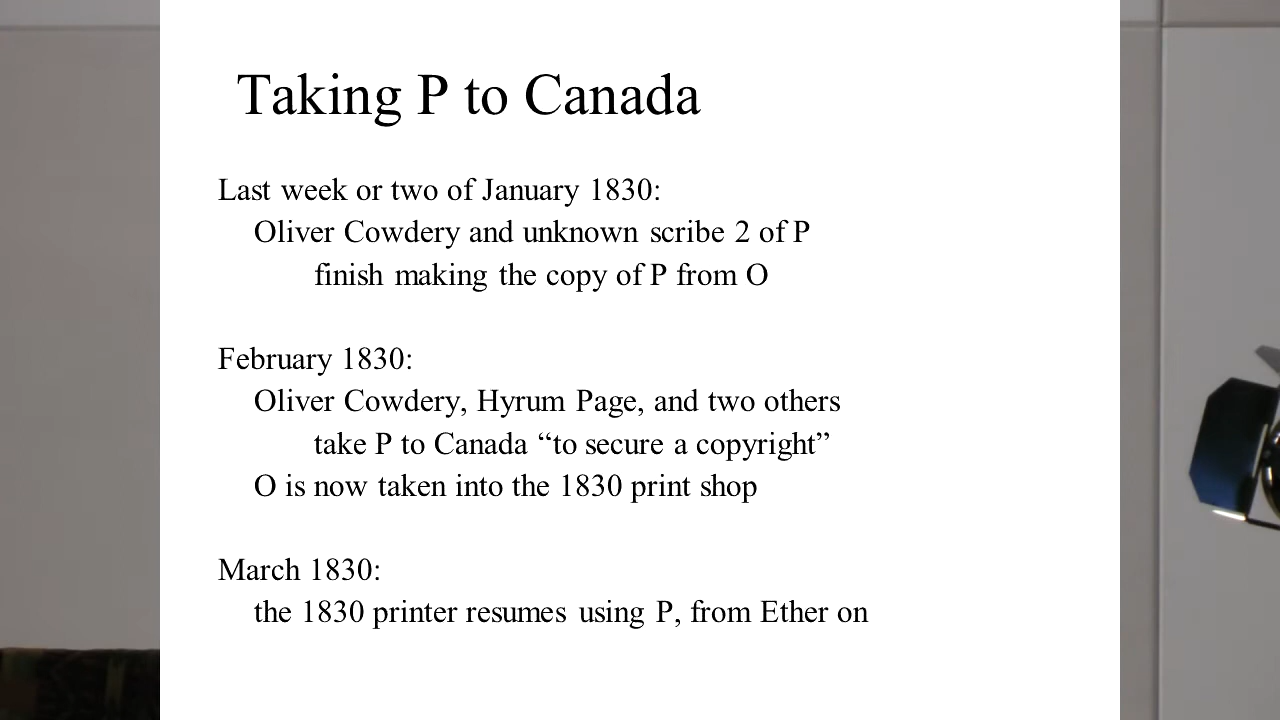 Taking P to Canada
Last week or two of January 1830:
Oliver Cowdery and unknown scribe 2 of P
finish making the copy of P from O
February 1830:
Oliver Cowdery, Hyrum Page, and two others
take P to Canada “to secure a copyright”
O is now taken into the 1830 print shop
March 1830:
the 1830 printer resumes using P, from Ether on